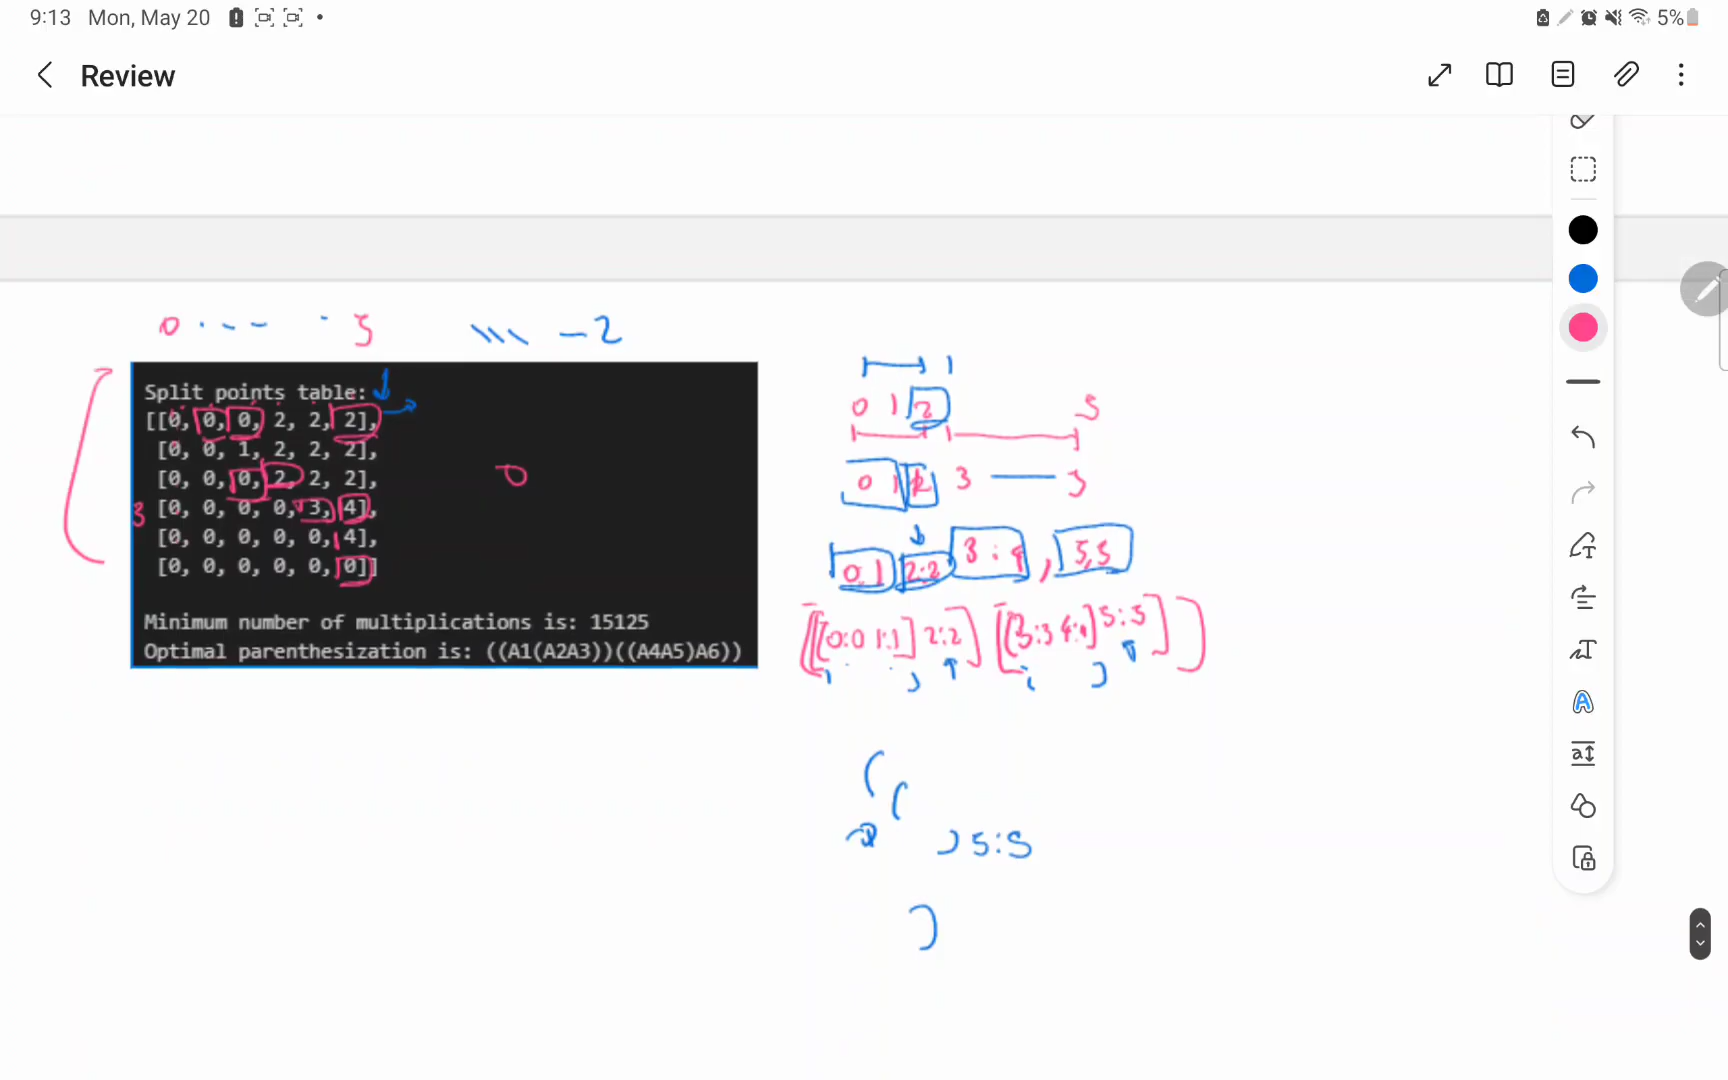 9:13 Mon, May 20
5%
Review
0 5 -2
Split points table:
[[0, 0, 0, 2, 2, 2],
[0, 0, 1, 2, 2, 2],
[0, 0, 0, 2, 2, 2],
3 [0, 0, 0, 0, 3, 4],
[0, 0, 0, 0, 0, 4],
[0, 0, 0, 0, 0, 0]]
Minimum number of multiplications is: 15125
Optimal parenthesization is: ((A1(A2A3))((A4A5)A6))
0
1
0 1 2 5
0 1 2 3 5
0,1 2:2 3:4, 5,5
[[[0:0 1:1] 2:2] [[3:3 4:4] 5:5]]
i j i j
( (
) 5:5
)